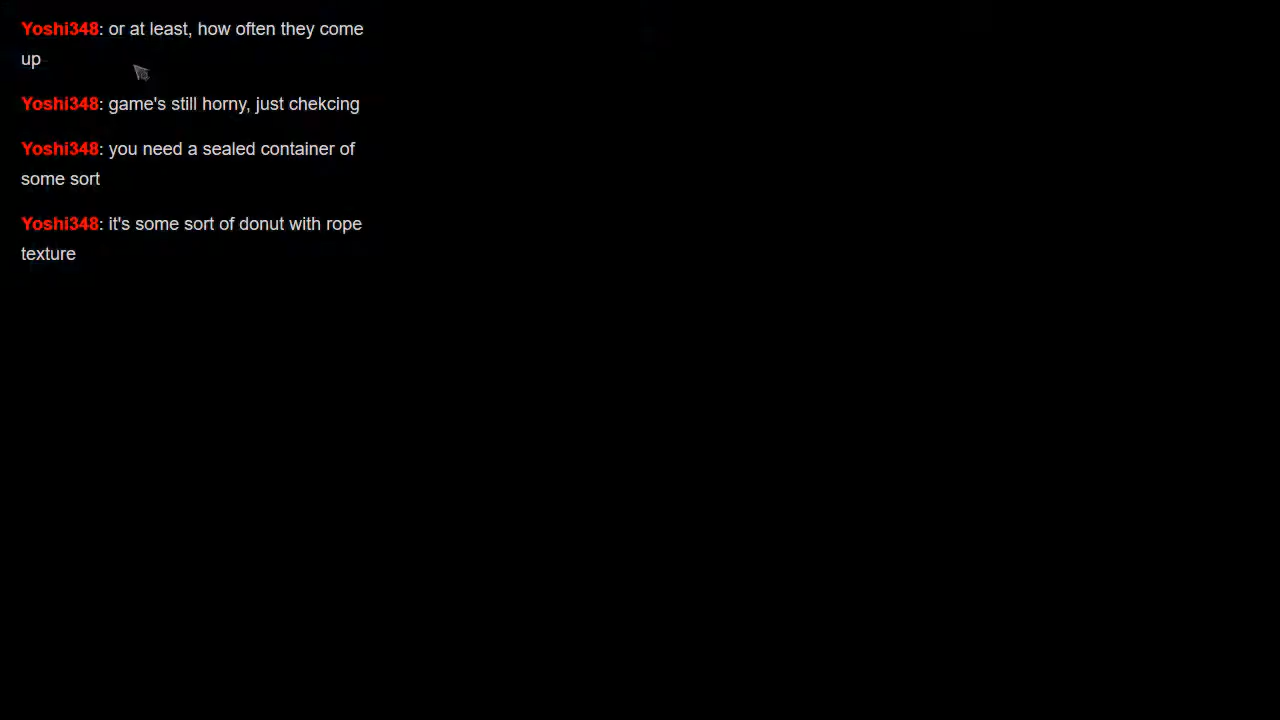 Yoshi348: or at least, how often they come
up
Yoshi348: game's still horny, just chekcing
Yoshi348: you need a sealed container of
some sort
Yoshi348: it's some sort of donut with rope
texture